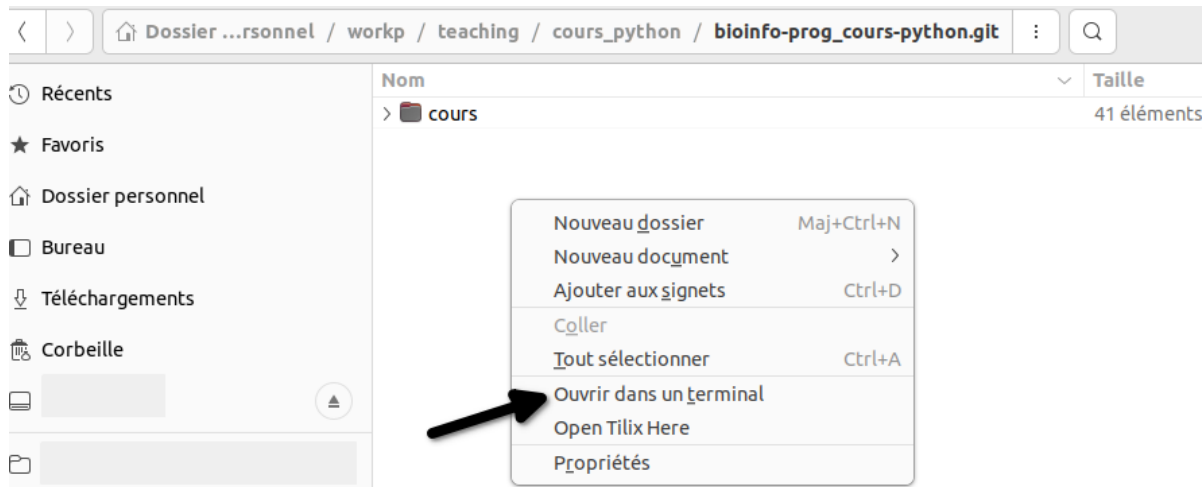 Dossier ...rsonnel / workp / teaching / cours_python / bioinfo-prog_cours-python.git
Nom Taille
Récents
cours 41 éléments
Favoris
Dossier personnel
Bureau
Téléchargements
Corbeille
Nouveau dossier Maj+Ctrl+N
Nouveau document
Ajouter aux signets Ctrl+D
Coller
Tout sélectionner Ctrl+A
Ouvrir dans un terminal
Open Tilix Here
Propriétés